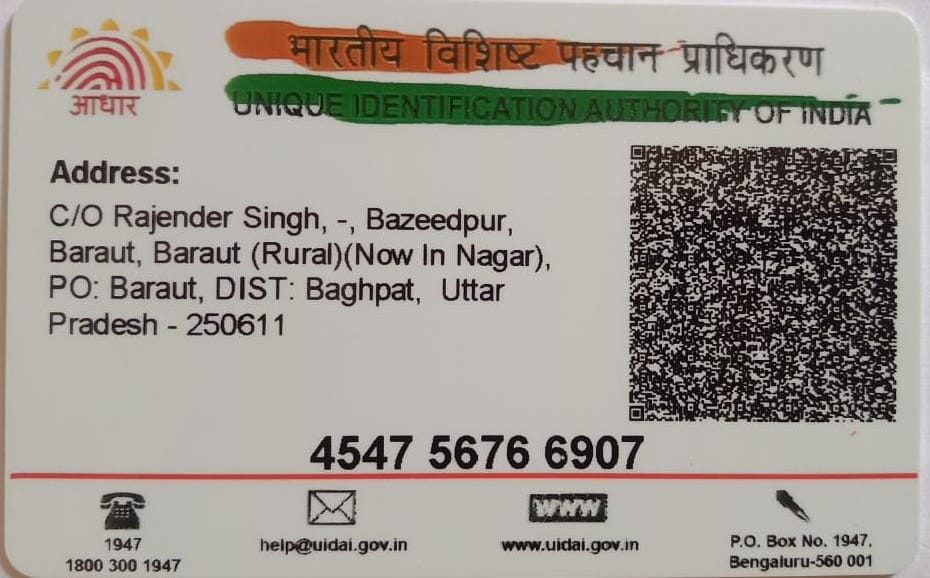 आधार
भारतीय विशिष्ट पहचान प्राधिकरण
UNIQUE IDENTIFICATION AUTHORITY OF INDIA
Address:
C/O Rajender Singh, -, Bazeedpur,
Baraut, Baraut (Rural)(Now In Nagar),
PO: Baraut, DIST: Baghpat, Uttar
Pradesh - 250611
4547 5676 6907
1947
1800 300 1947
help@uidai.gov.in
www
www.uidai.gov.in
P.O. Box No. 1947,
Bengaluru-560 001